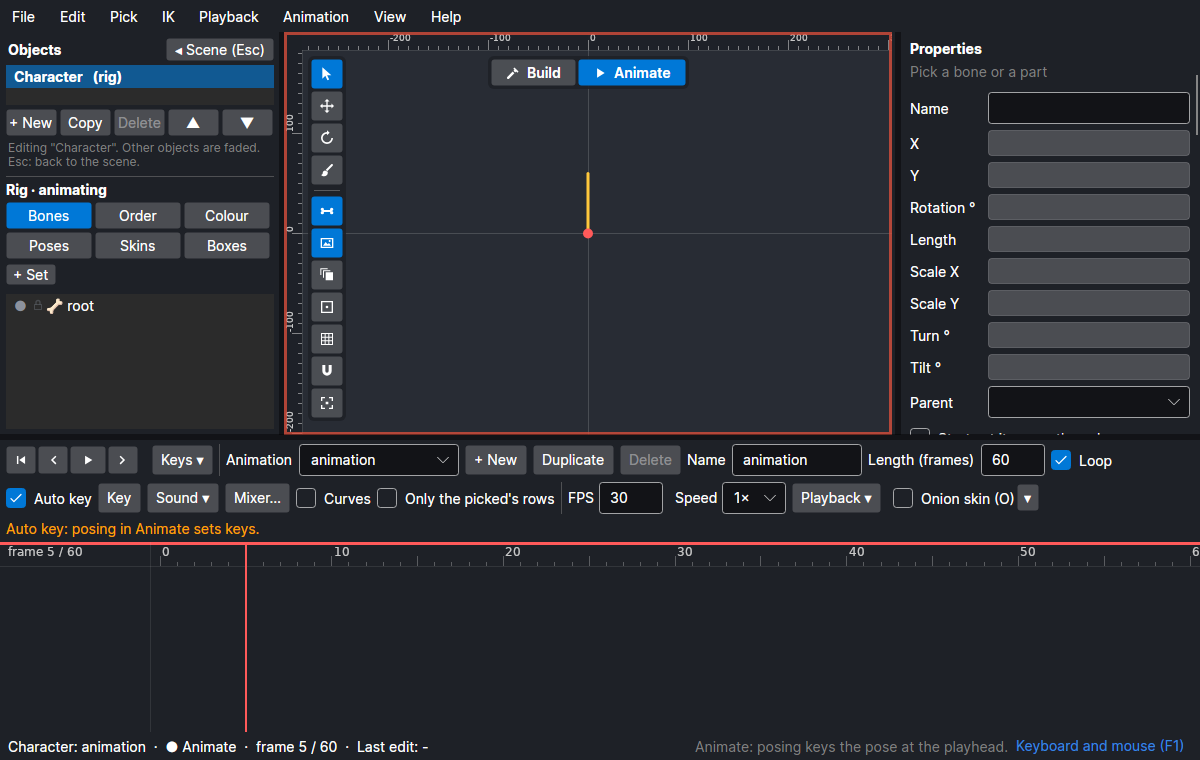 File Edit Pick IK Playback Animation View Help
Objects
◂ Scene (Esc)
Character (rig)
+ New Copy Delete ▲ ▼
Editing "Character". Other objects are faded.
Esc: back to the scene.
Rig · animating
Bones Order Colour
Poses Skins Boxes
+ Set
root
-200 -100 0 100 200
100
0
-100
-200
Build Animate
Properties
Pick a bone or a part
Name
X
Y
Rotation °
Length
Scale X
Scale Y
Turn °
Tilt °
Parent
Keys ▾ Animation animation + New Duplicate Delete Name animation Length (frames) 60 Loop
Auto key Key Sound ▾ Mixer... Curves Only the picked's rows FPS 30 Speed 1× Playback ▾ Onion skin (O) ▾
Auto key: posing in Animate sets keys.
frame 5 / 60 0 10 20 30 40 50 6
Character: animation · ● Animate · frame 5 / 60 · Last edit: -
Animate: posing keys the pose at the playhead. Keyboard and mouse (F1)